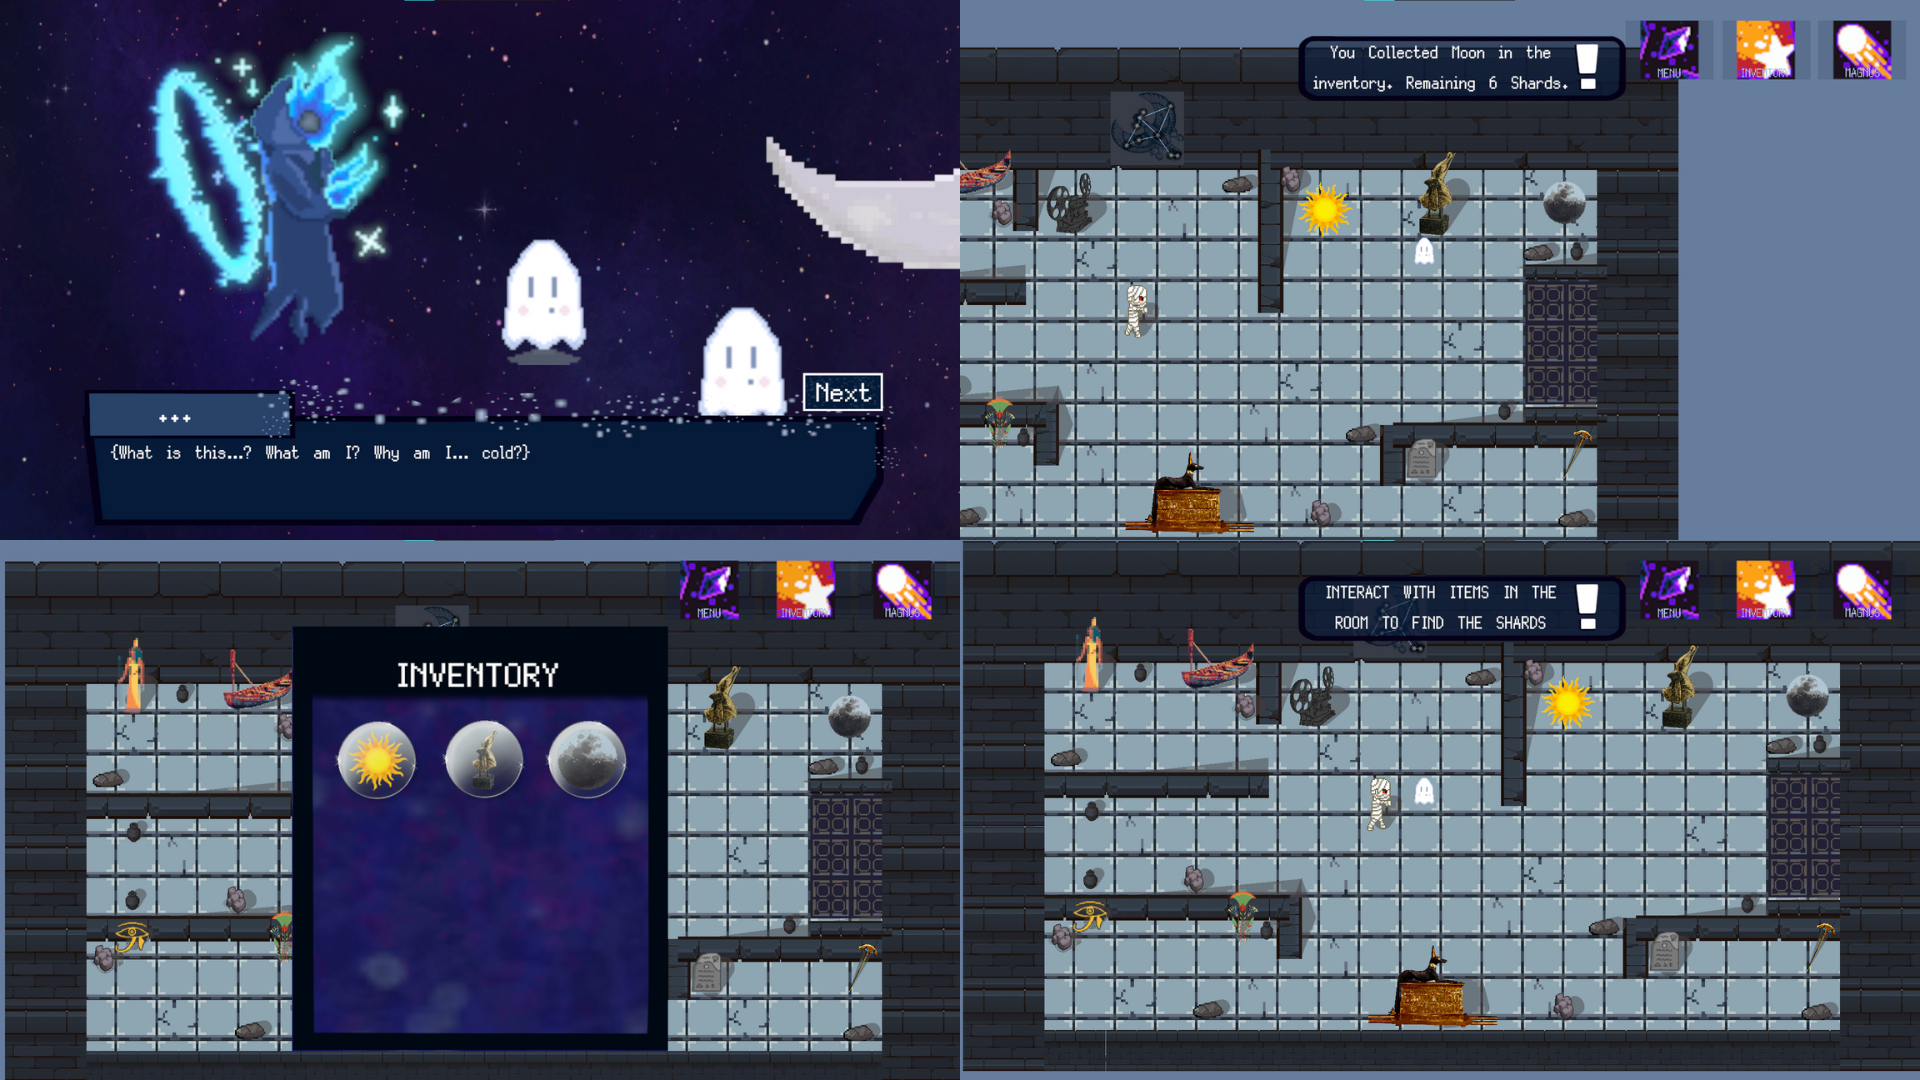 +++
Next
{What is this...? What am I? Why am I... cold?}
You Collected Moon in the
inventory. Remaining 6 Shards.
MENU
INVENTORY
MAGNUS
MENU
INVENTORY
MAGNUS
INVENTORY
INTERACT WITH ITEMS IN THE
ROOM TO FIND THE SHARDS
MENU
INVENTORY
MAGNUS